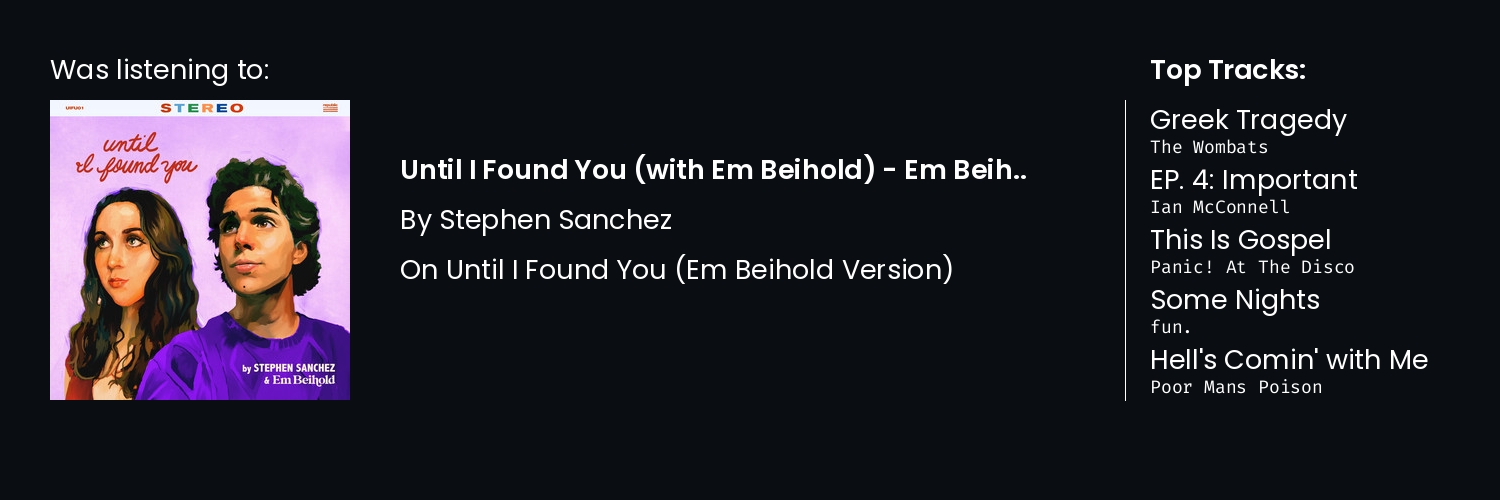 Was listening to:
STEREO
until
I found you
by STEPHEN SANCHEZ
& Em Beihold
Until I Found You (with Em Beihold) - Em Beih..
By Stephen Sanchez
On Until I Found You (Em Beihold Version)
Top Tracks:
Greek Tragedy
The Wombats
EP. 4: Important
Ian McConnell
This Is Gospel
Panic! At The Disco
Some Nights
fun.
Hell's Comin' with Me
Poor Mans Poison